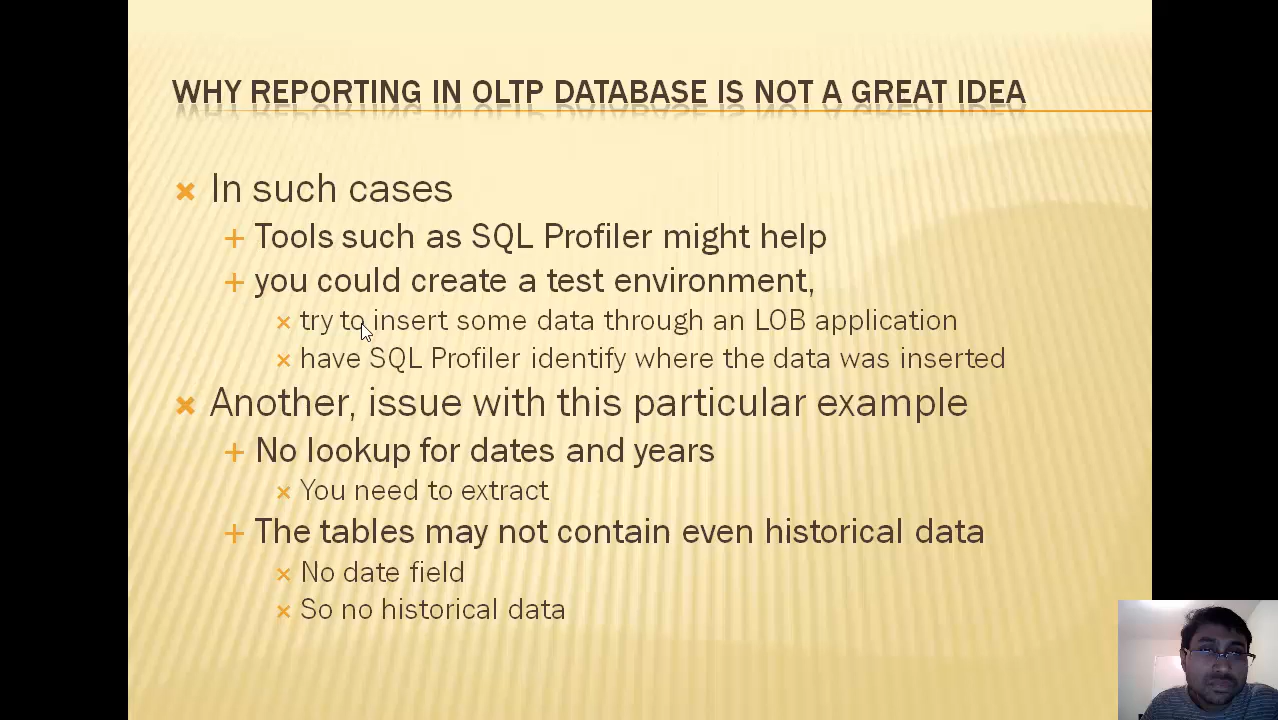 WHY REPORTING IN OLTP DATABASE IS NOT A GREAT IDEA
In such cases
Tools such as SQL Profiler might help
you could create a test environment,
try to insert some data through an LOB application
have SQL Profiler identify where the data was inserted
Another, issue with this particular example
No lookup for dates and years
You need to extract
The tables may not contain even historical data
No date field
So no historical data